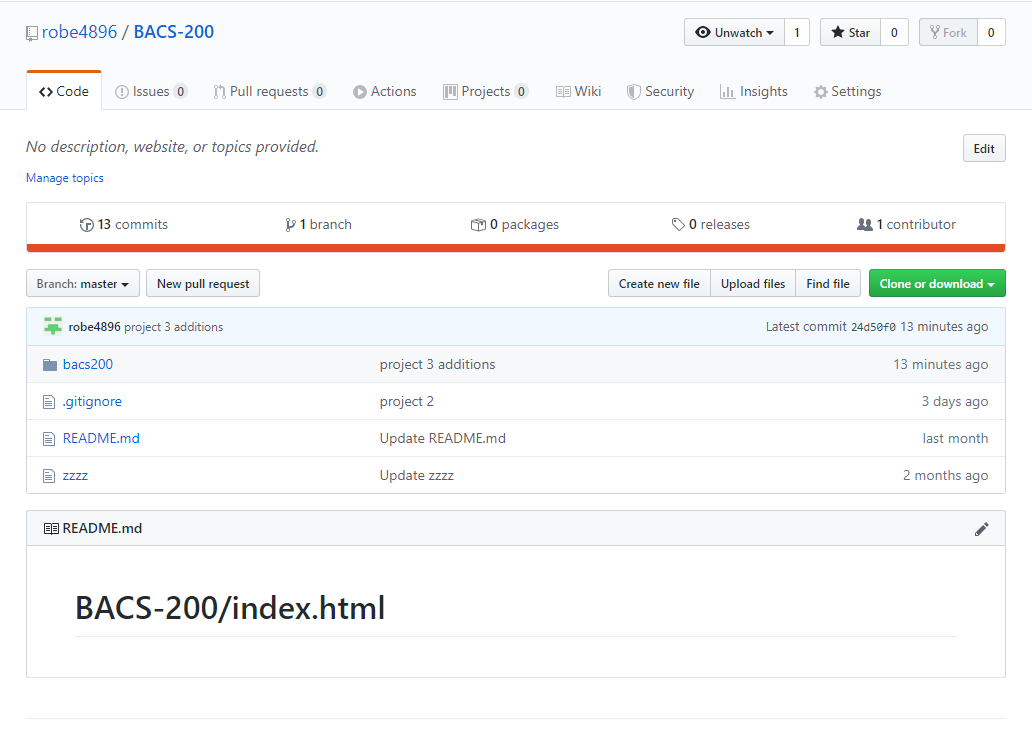 robe4896 / BACS-200
Unwatch 1 Star 0 Fork 0
Code Issues 0 Pull requests 0 Actions Projects 0 Wiki Security Insights Settings
No description, website, or topics provided.
Edit
Manage topics
13 commits 1 branch 0 packages 0 releases 1 contributor
Branch: master New pull request Create new file Upload files Find file Clone or download
robe4896 project 3 additions Latest commit 24d50f0 13 minutes ago
bacs200 project 3 additions 13 minutes ago
.gitignore project 2 3 days ago
README.md Update README.md last month
zzzz Update zzzz 2 months ago
README.md
BACS-200/index.html